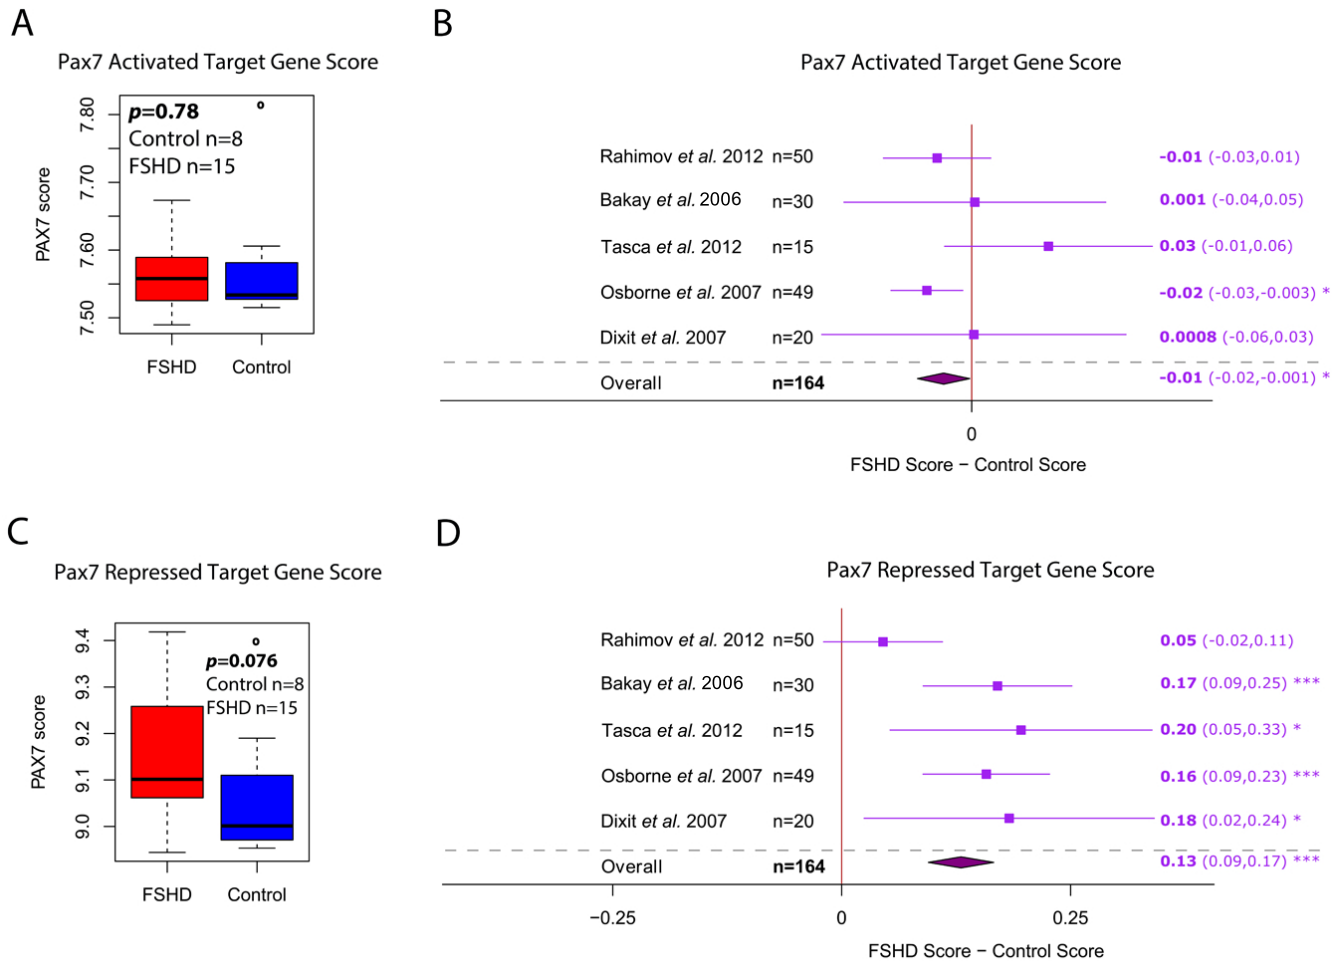 A
Pax7 Activated Target Gene Score
PAX7 score
7.80
7.70
7.60
7.50
p=0.78
Control n=8
FSHD n=15
FSHD Control
B
Pax7 Activated Target Gene Score
Rahimov et al. 2012 n=50 -0.01 (-0.03,0.01)
Bakay et al. 2006 n=30 0.001 (-0.04,0.05)
Tasca et al. 2012 n=15 0.03 (-0.01,0.06)
Osborne et al. 2007 n=49 -0.02 (-0.03,-0.003) *
Dixit et al. 2007 n=20 0.0008 (-0.06,0.03)
Overall n=164 -0.01 (-0.02,-0.001) *
0
FSHD Score − Control Score
C
Pax7 Repressed Target Gene Score
PAX7 score
9.4
9.3
9.2
9.1
9.0
p=0.076
Control n=8
FSHD n=15
FSHD Control
D
Pax7 Repressed Target Gene Score
Rahimov et al. 2012 n=50 0.05 (-0.02,0.11)
Bakay et al. 2006 n=30 0.17 (0.09,0.25) ***
Tasca et al. 2012 n=15 0.20 (0.05,0.33) *
Osborne et al. 2007 n=49 0.16 (0.09,0.23) ***
Dixit et al. 2007 n=20 0.18 (0.02,0.24) *
Overall n=164 0.13 (0.09,0.17) ***
−0.25 0 0.25
FSHD Score − Control Score